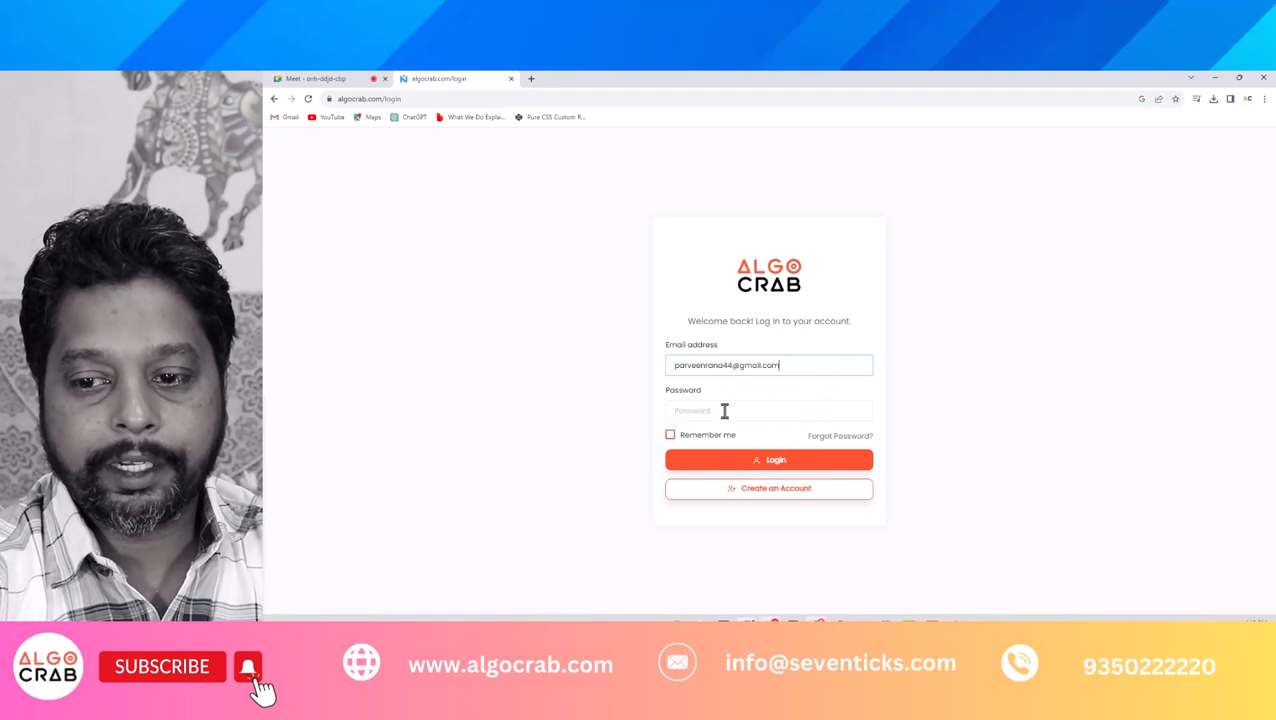 Meet - onh-ddjd-cbp
algocrab.com/login
algocrab.com/login
Gmail
YouTube
Maps
ChatGPT
What We Do Explai...
Pure CSS Custom R...
ALGO
CRAB
Welcome back! Log in to your account.
Email address
parveenrana44@gmail.com
Password
Password
Remember me
Forgot Password?
Login
Create an Account
ALGO
CRAB
SUBSCRIBE
www.algocrab.com
info@seventicks.com
9350222220